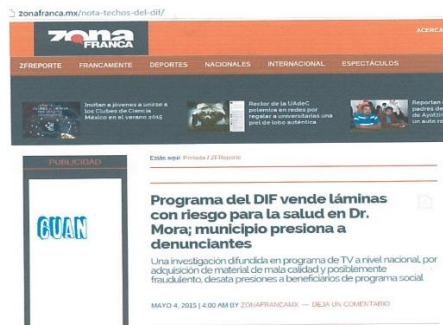 zonafranca.mx/nota-techos-del-dif/
zona
FRANCA
ACERCA
ZFREPORTE FRANCAMENTE DEPORTES NACIONALES INTERNACIONAL ESPECTÁCULOS
Invitan a jóvenes a unirse a
los Clubes de Ciencia
México en el verano 2015
Rector de la UAdeC
polemiza en redes por
regalar a universitarias una
piel de lobo auténtica
Reportan
padres de
de Ayotzi
un auto ro
PUBLICIDAD
Estás aquí: Portada / ZFReporte
GUAN
Programa del DIF vende láminas
con riesgo para la salud en Dr.
Mora; municipio presiona a
denunciantes
Una investigación difundida en programa de TV a nivel nacional, por
adquisición de material de mala calidad y posiblemente
fraudulento, desata presiones a beneficiarios de programa social
MAYO 4, 2015 | 4:00 AM BY ZONAFRANCAMX — DEJA UN COMENTARIO